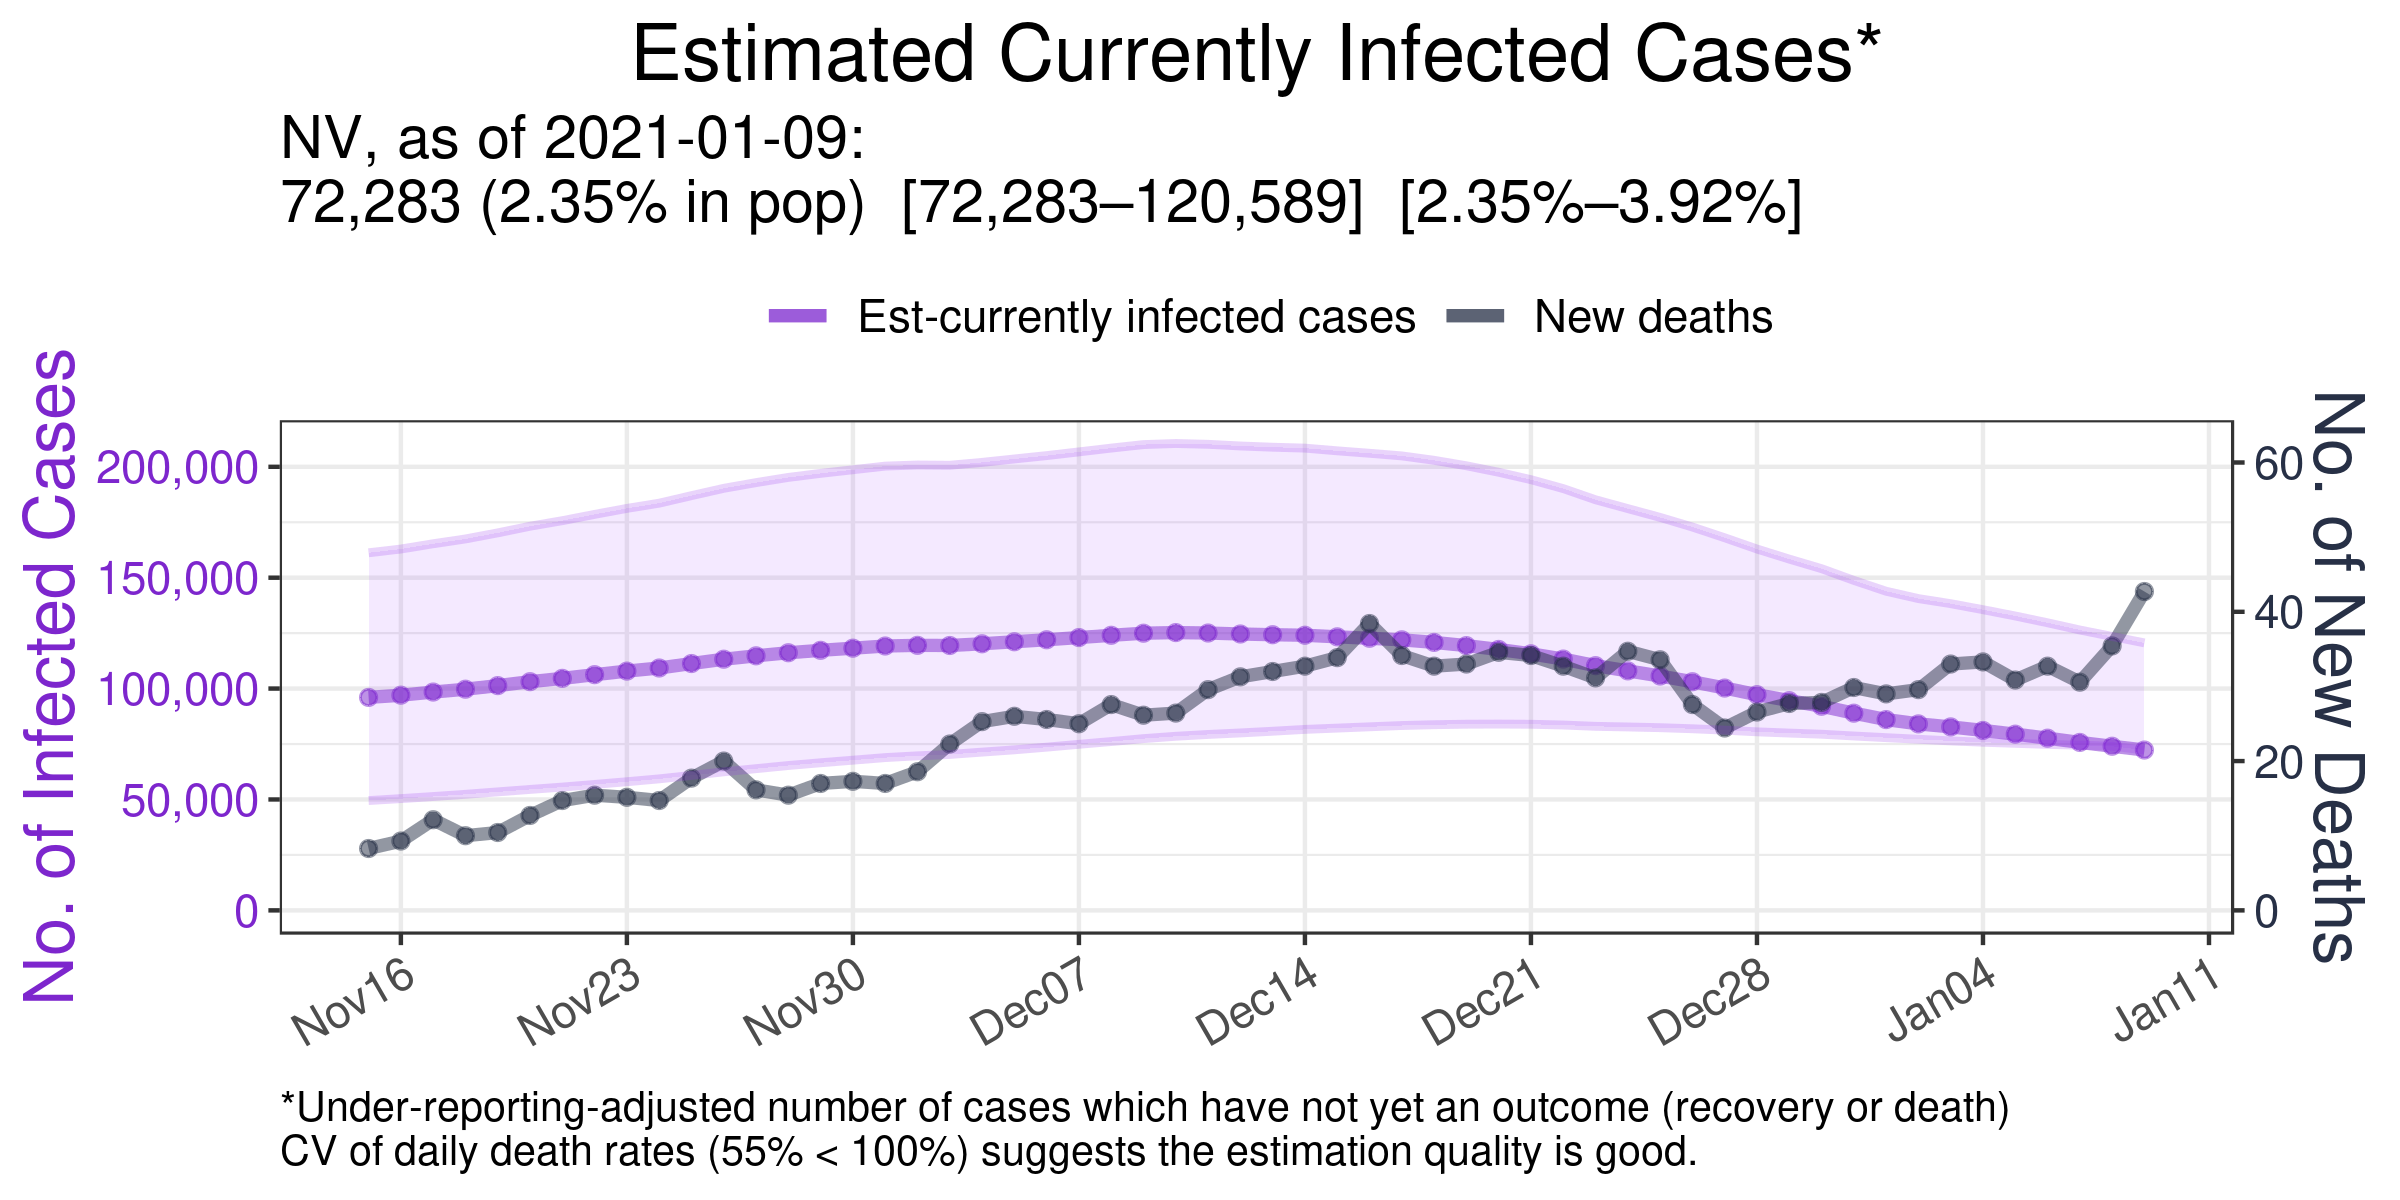 Estimated Currently Infected Cases*
NV, as of 2021-01-09:
72,283 (2.35% in pop)  [72,283–120,589]  [2.35%–3.92%]
Est-currently infected cases
New deaths
No. of Infected Cases
200,000
150,000
100,000
50,000
0
No. of New Deaths
60
40
20
0
Nov16
Nov23
Nov30
Dec07
Dec14
Dec21
Dec28
Jan04
Jan11
*Under-reporting-adjusted number of cases which have not yet an outcome (recovery or death)
CV of daily death rates (55% < 100%) suggests the estimation quality is good.